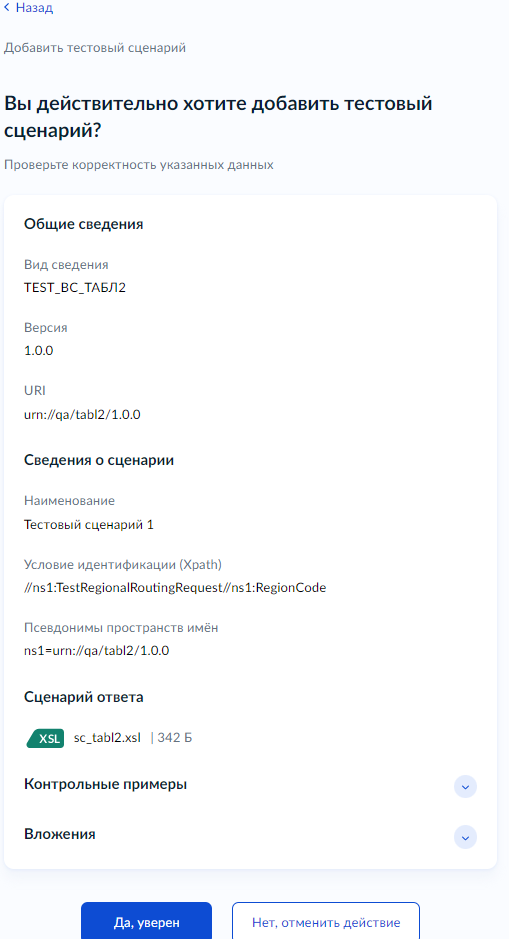 Назад
Добавить тестовый сценарий
Вы действительно хотите добавить тестовый
сценарий?
Проверьте корректность указанных данных
Общие сведения
Вид сведения
TEST_ВС_ТАБЛ2
Версия
1.0.0
URI
urn://qa/tabl2/1.0.0
Сведения о сценарии
Наименование
Тестовый сценарий 1
Условие идентификации (Xpath)
//ns1:TestRegionalRoutingRequest//ns1:RegionCode
Псевдонимы пространств имён
ns1=urn://qa/tabl2/1.0.0
Сценарий ответа
XSL sc_tabl2.xsl | 342 Б
Контрольные примеры
Вложения
Да, уверен Нет, отменить действие